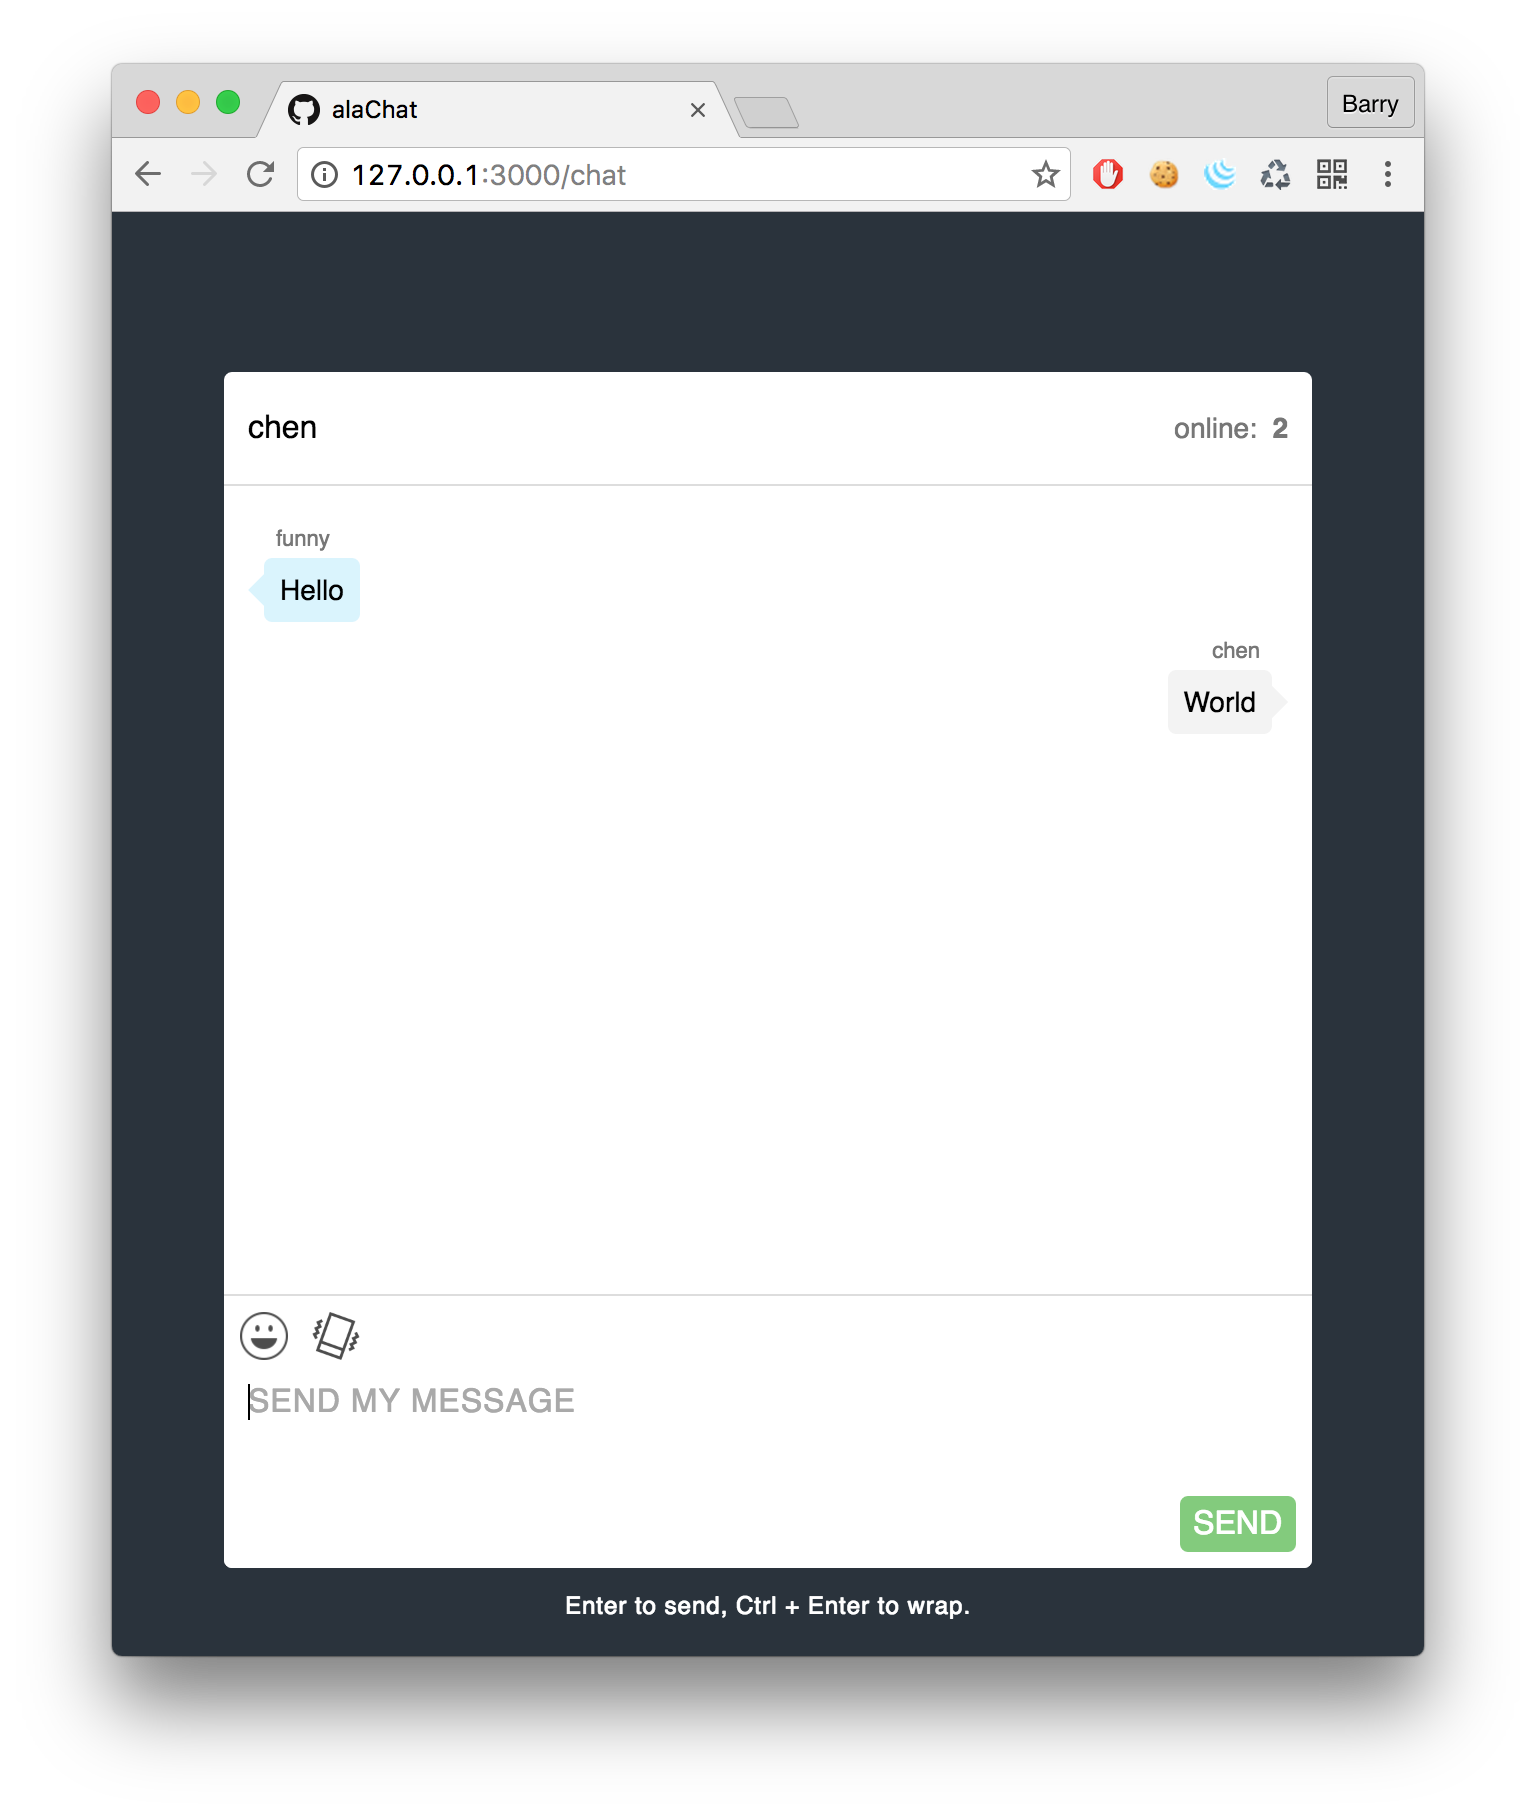 alaChat
Barry
127.0.0.1:3000/chat
chen
online: 2
funny
Hello
chen
World
SEND MY MESSAGE
SEND
Enter to send, Ctrl + Enter to wrap.